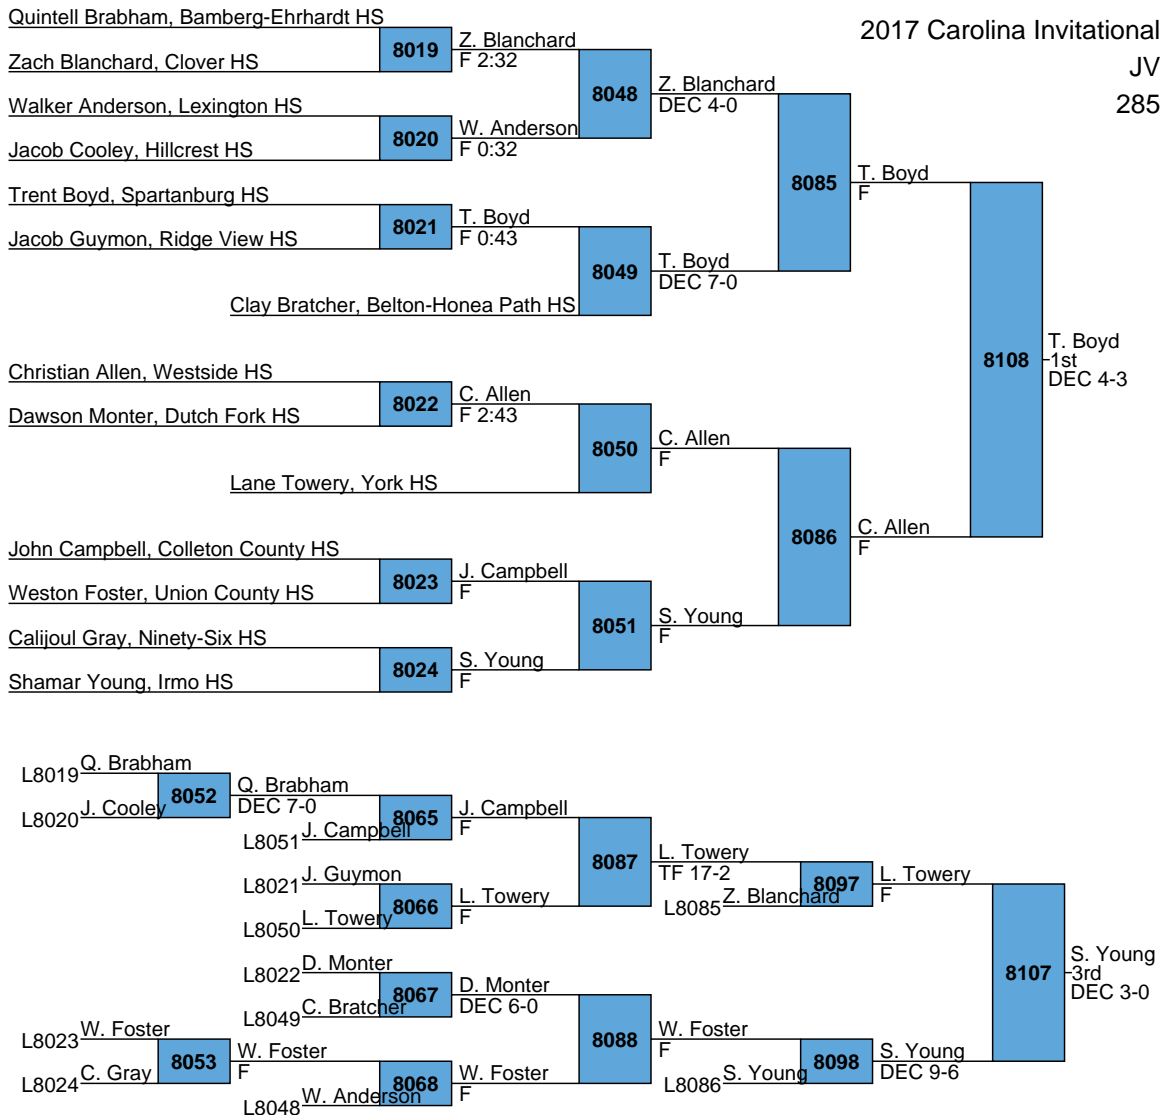 2017 Carolina Invitational
JV
285
Quintell Brabham, Bamberg-Ehrhardt HS
8019
Z. Blanchard
F 2:32
Zach Blanchard, Clover HS
8048
Z. Blanchard
DEC 4-0
Walker Anderson, Lexington HS
8020
W. Anderson
F 0:32
Jacob Cooley, Hillcrest HS
8085
T. Boyd
F
Trent Boyd, Spartanburg HS
8021
T. Boyd
F 0:43
Jacob Guymon, Ridge View HS
8049
T. Boyd
DEC 7-0
Clay Bratcher, Belton-Honea Path HS
8108
T. Boyd
1st
DEC 4-3
Christian Allen, Westside HS
8022
C. Allen
F 2:43
Dawson Monter, Dutch Fork HS
8050
C. Allen
F
Lane Towery, York HS
8086
C. Allen
F
John Campbell, Colleton County HS
8023
J. Campbell
F
Weston Foster, Union County HS
8051
S. Young
F
Calijoul Gray, Ninety-Six HS
8024
S. Young
F
Shamar Young, Irmo HS
L8019
Q. Brabham
8052
Q. Brabham
DEC 7-0
L8020
J. Cooley
8065
J. Campbell
F
L8051
J. Campbell
8087
L. Towery
TF 17-2
L8021
J. Guymon
8066
L. Towery
F
L8050
L. Towery
8097
L. Towery
F
L8085
Z. Blanchard
8107
S. Young
3rd
DEC 3-0
L8022
D. Monter
8067
D. Monter
DEC 6-0
L8049
C. Bratcher
8088
W. Foster
F
L8023
W. Foster
8053
W. Foster
F
L8024
C. Gray
8068
W. Foster
F
L8048
W. Anderson
8098
S. Young
DEC 9-6
L8086
S. Young